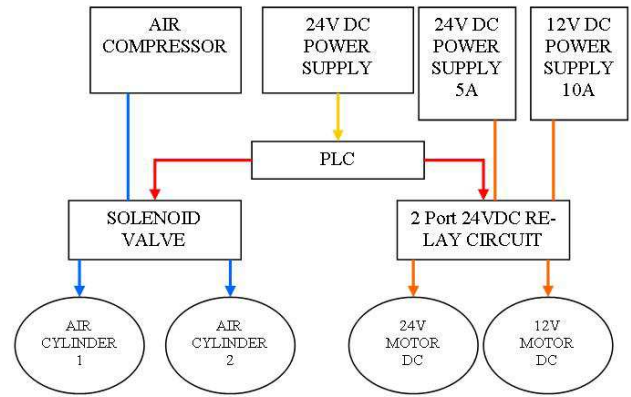 AIR
COMPRESSOR
24V DC
POWER
SUPPLY
24V DC
POWER
SUPPLY
5A
12V DC
POWER
SUPPLY
10A
PLC
SOLENOID
VALVE
2 Port 24VDC RE-
LAY CIRCUIT
AIR
CYLINDER
1
AIR
CYLINDER
2
24V
MOTOR
DC
12V
MOTOR
DC